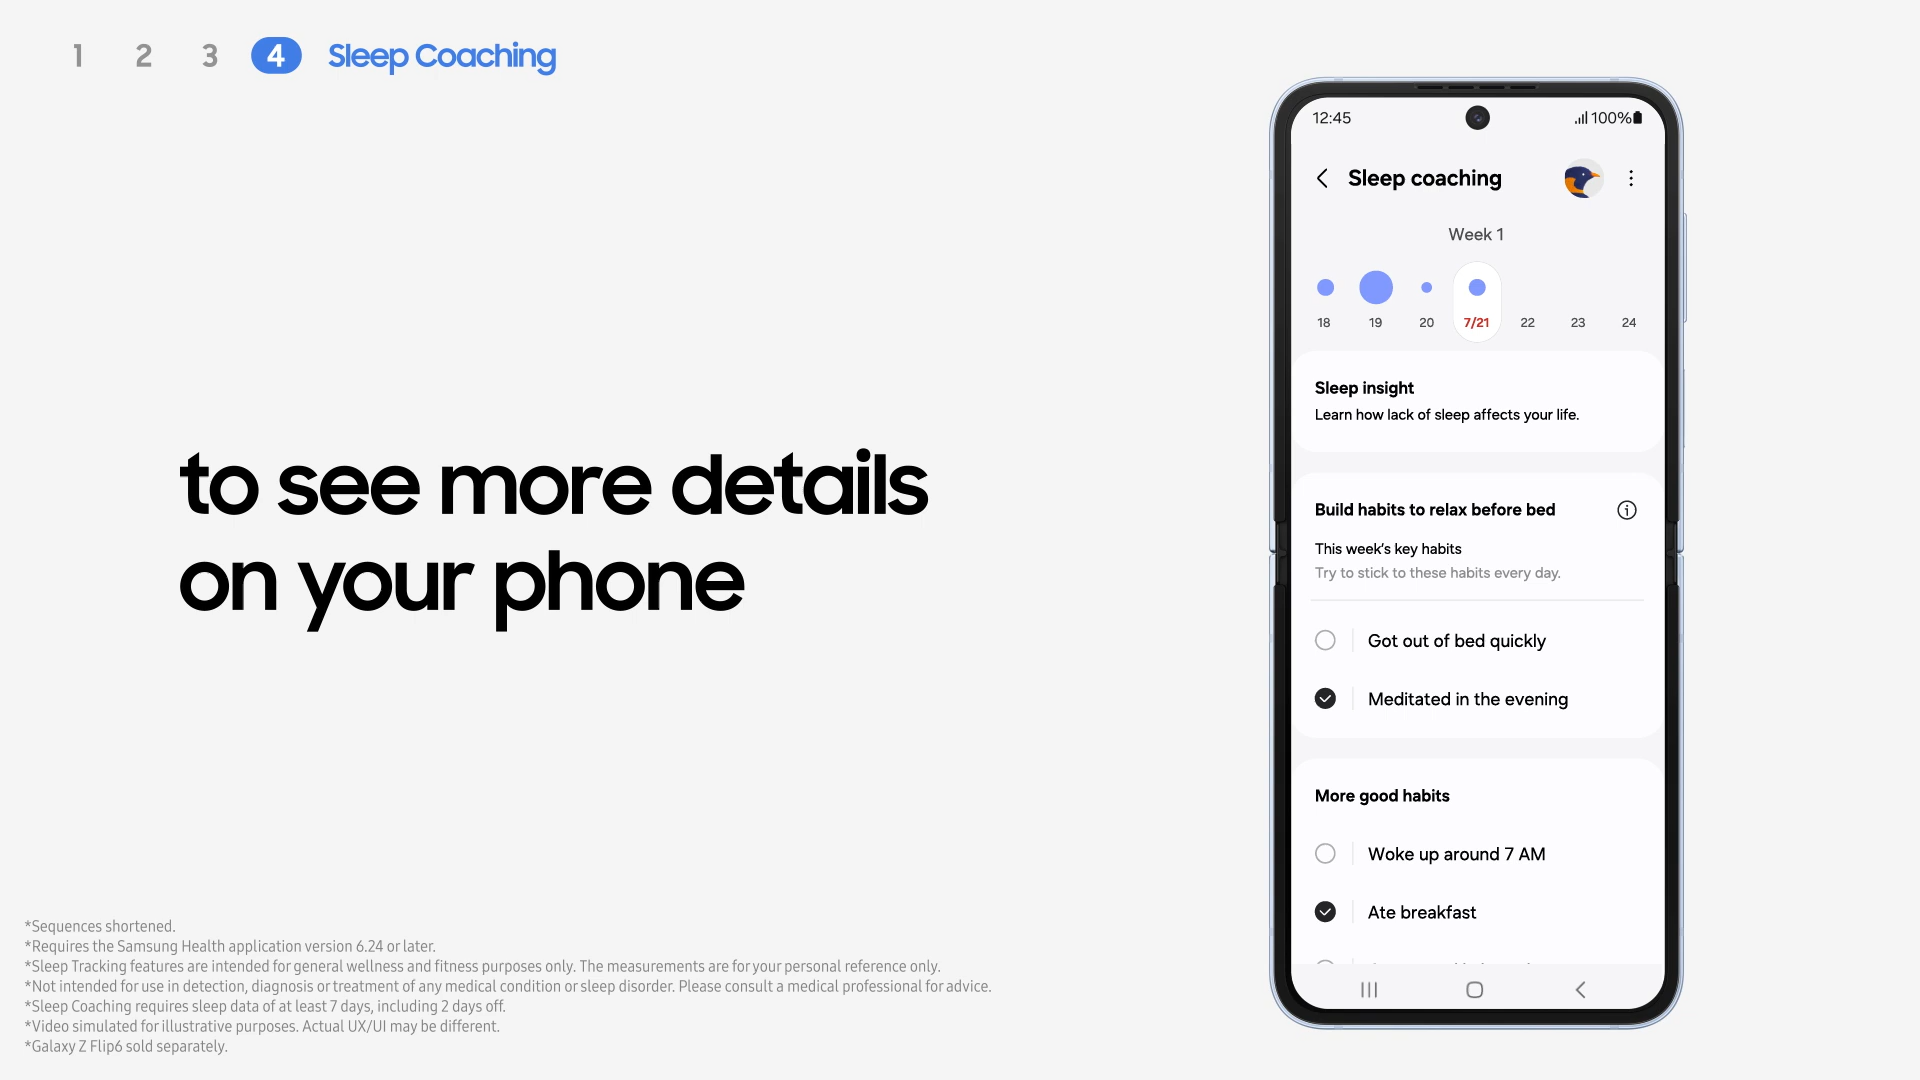 1 2 3 4 Sleep Coaching
to see more details
on your phone
*Sequences shortened.
*Requires the Samsung Health application version 6.24 or later.
*Sleep Tracking features are intended for general wellness and fitness purposes only. The measurements are for your personal reference only.
*Not intended for use in detection, diagnosis or treatment of any medical condition or sleep disorder. Please consult a medical professional for advice.
*Sleep Coaching requires sleep data of at least 7 days, including 2 days off.
*Video simulated for illustrative purposes. Actual UX/UI may be different.
*Galaxy Z Flip6 sold separately.
12:45 100%
Sleep coaching
Week 1
18 19 20 7/21 22 23 24
Sleep insight
Learn how lack of sleep affects your life.
Build habits to relax before bed
This week's key habits
Try to stick to these habits every day.
Got out of bed quickly
Meditated in the evening
More good habits
Woke up around 7 AM
Ate breakfast